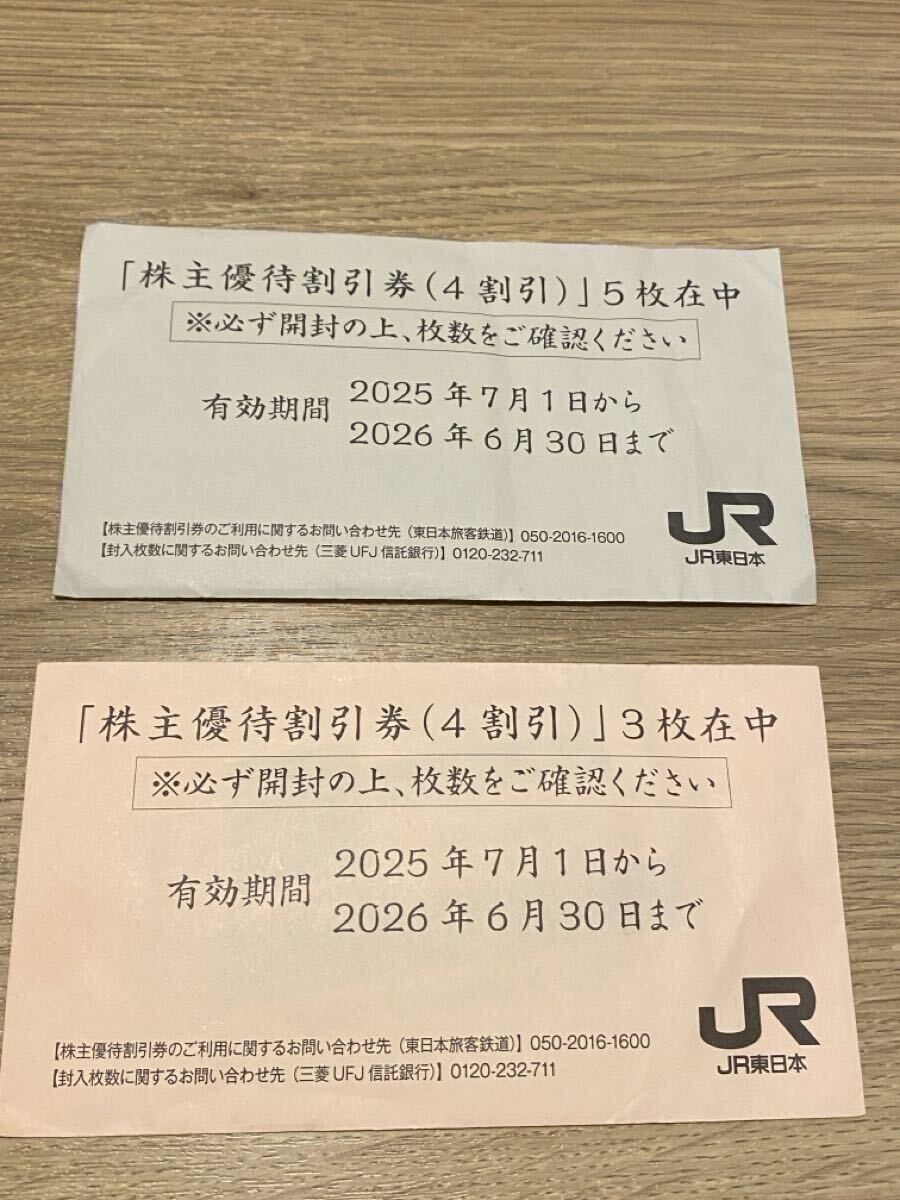 「株主優待割引券(4割引)」5枚在中
※必ず開封の上、枚数をご確認ください
有効期間 2025年7月1日から
2026年6月30日まで
【株主優待割引券のご利用に関するお問い合わせ先（東日本旅客鉄道）】050-2016-1600
【封入枚数に関するお問い合わせ先（三菱UFJ信託銀行）】0120-232-711
JR
JR東日本
「株主優待割引券(4割引)」3枚在中
※必ず開封の上、枚数をご確認ください
有効期間 2025年7月1日から
2026年6月30日まで
【株主優待割引券のご利用に関するお問い合わせ先（東日本旅客鉄道）】050-2016-1600
【封入枚数に関するお問い合わせ先（三菱UFJ信託銀行）】0120-232-711
JR
JR東日本